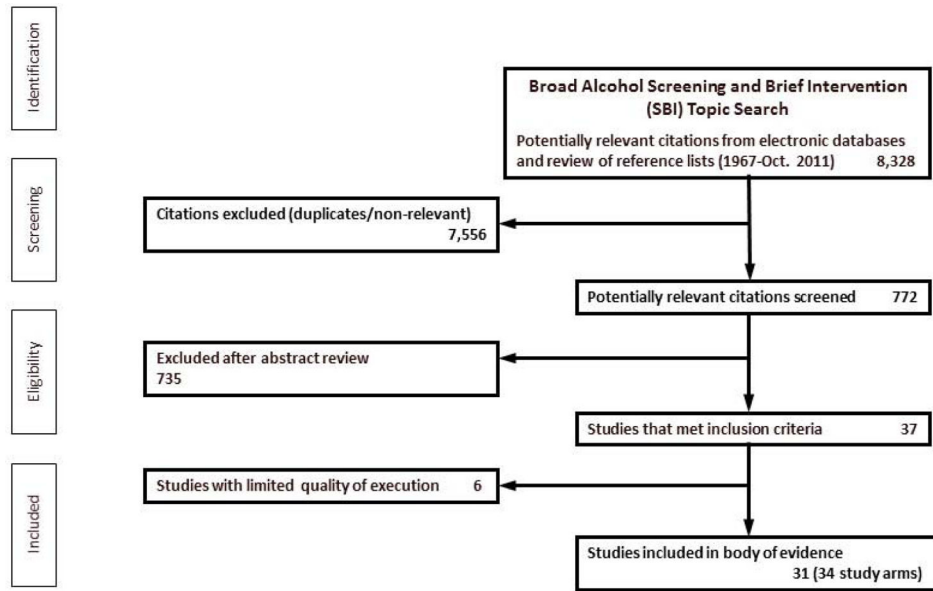 Identification
Broad Alcohol Screening and Brief Intervention
(SBI) Topic Search
Potentially relevant citations from electronic databases
and review of reference lists (1967-Oct. 2011) 8,328
Screening
Citations excluded (duplicates/non-relevant)
7,556
Potentially relevant citations screened 772
Eligibility
Excluded after abstract review
735
Studies that met inclusion criteria 37
Included
Studies with limited quality of execution 6
Studies included in body of evidence
31 (34 study arms)